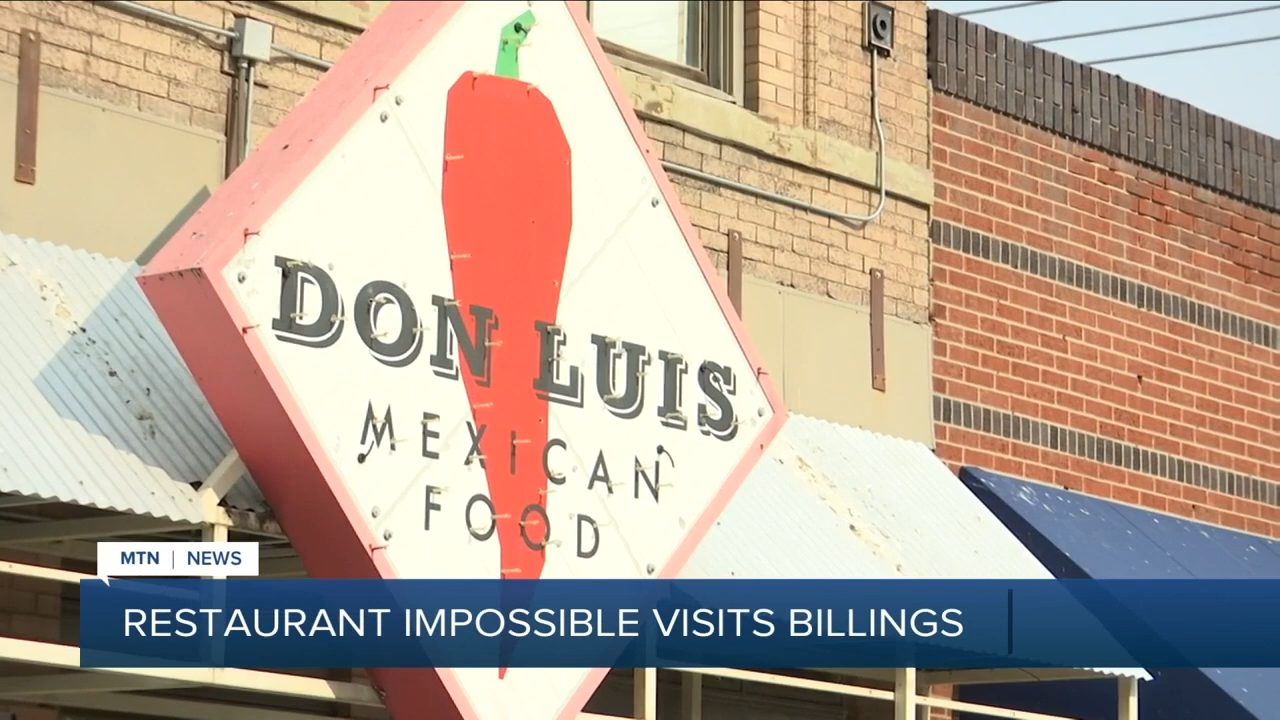 DON LUIS
MEXICAN
FOOD
MTN | NEWS
RESTAURANT IMPOSSIBLE VISITS BILLINGS